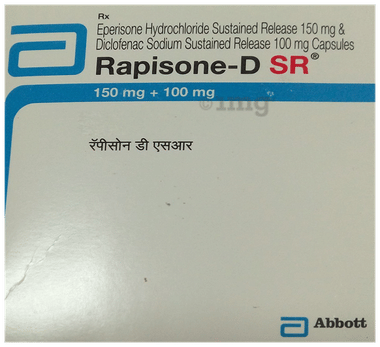 Rx
Eperisone Hydrochloride Sustained Release 150 mg &
Diclofenac Sodium Sustained Release 100 mg Capsules
Rapisone-D SR®
150 mg + 100 mg
1mg
रॅपीसोन डी एसआर
Abbott